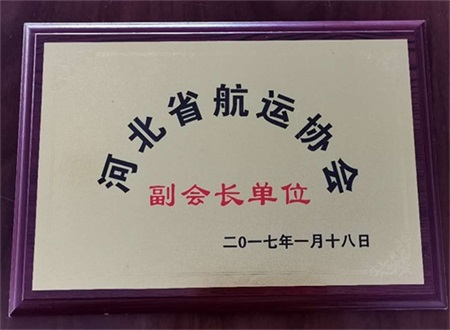 河北省航运协会
副会长单位
二0一七年一月十八日